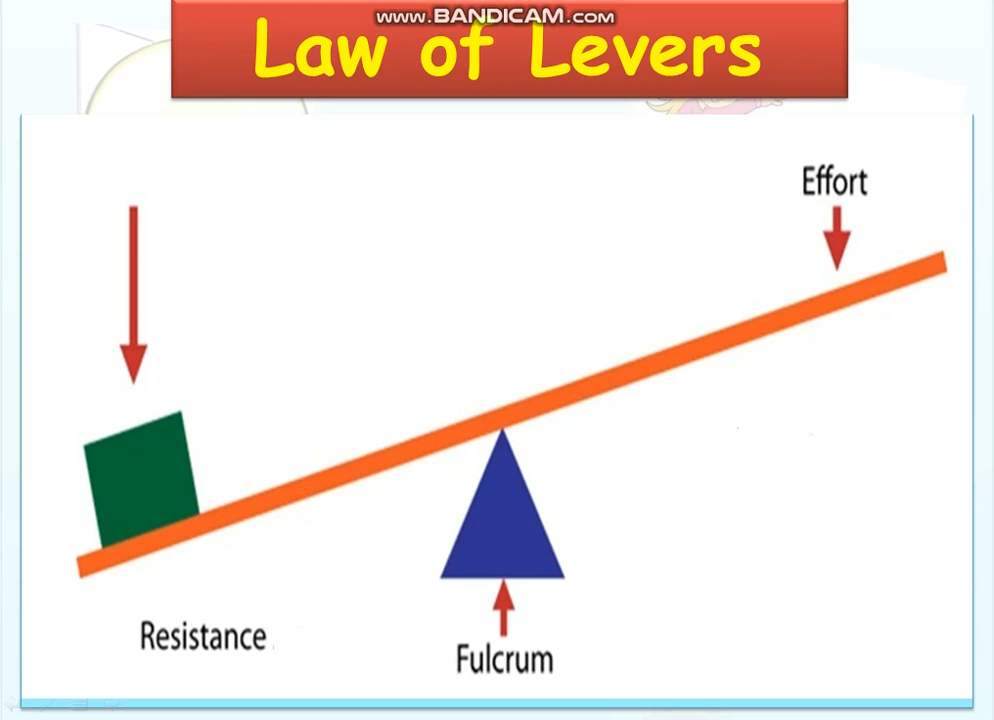 www.BANDICAM.com
Law of Levers
Effort
Resistance
Fulcrum